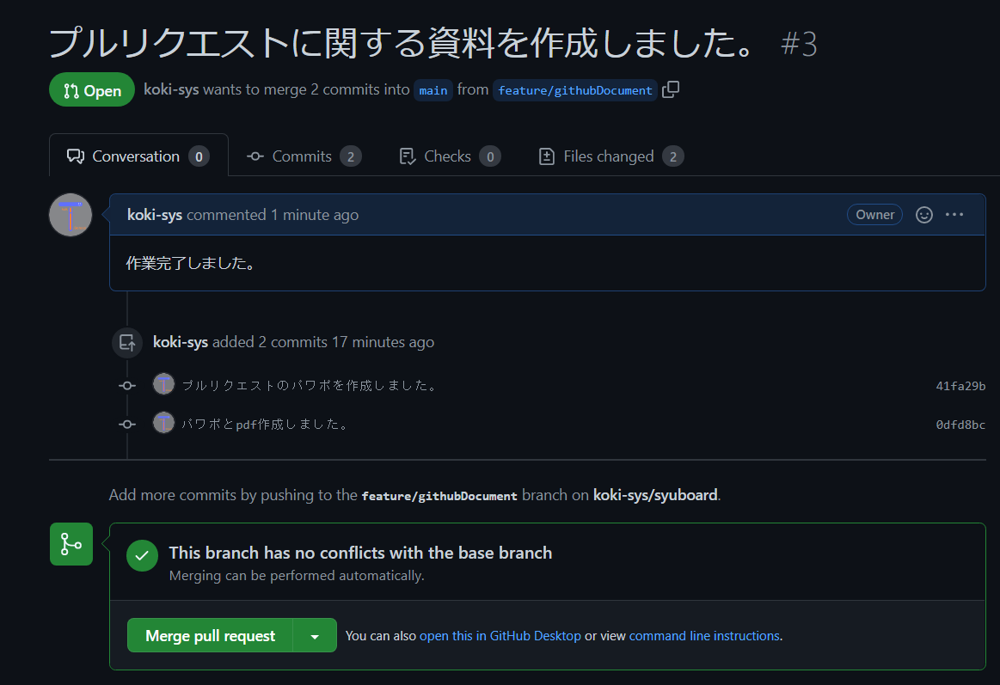 プルリクエストに関する資料を作成しました。 #3
Open koki-sys wants to merge 2 commits into main from feature/githubDocument
Conversation 0 Commits 2 Checks 0 Files changed 2
koki-sys commented 1 minute ago Owner
作業完了しました。
koki-sys added 2 commits 17 minutes ago
プルリクエストのパワポを作成しました。 41fa29b
パワポとpdf作成しました。 0dfd8bc
Add more commits by pushing to the feature/githubDocument branch on koki-sys/syuboard.
This branch has no conflicts with the base branch
Merging can be performed automatically.
Merge pull request You can also open this in GitHub Desktop or view command line instructions.